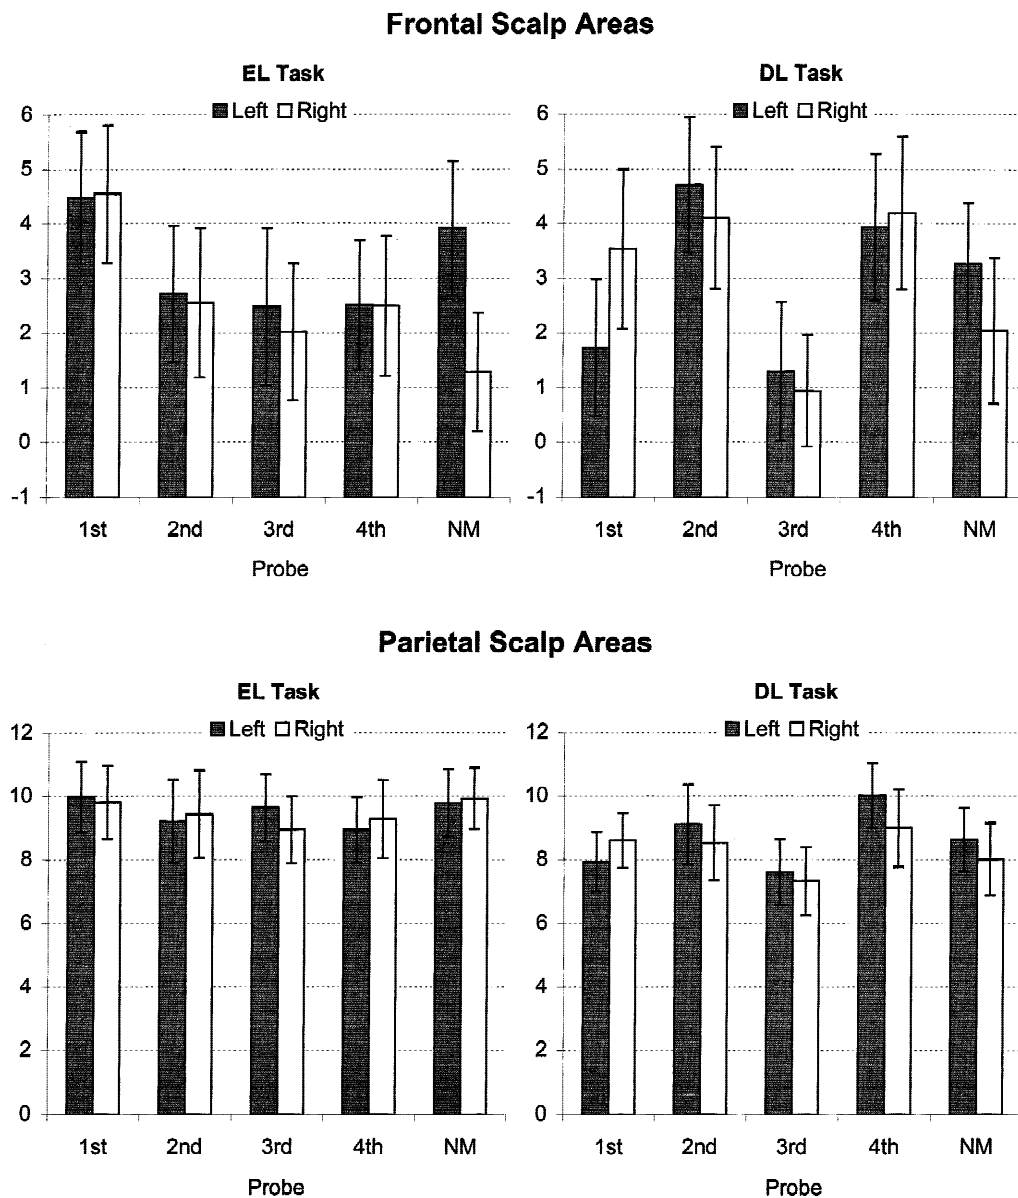 Frontal Scalp Areas
EL Task
Left Right
6
5
4
3
2
1
0
-1
1st 2nd 3rd 4th NM
Probe
DL Task
Left Right
6
5
4
3
2
1
0
-1
1st 2nd 3rd 4th NM
Probe
Parietal Scalp Areas
EL Task
Left Right
12
10
8
6
4
2
0
1st 2nd 3rd 4th NM
Probe
DL Task
Left Right
12
10
8
6
4
2
0
1st 2nd 3rd 4th NM
Probe